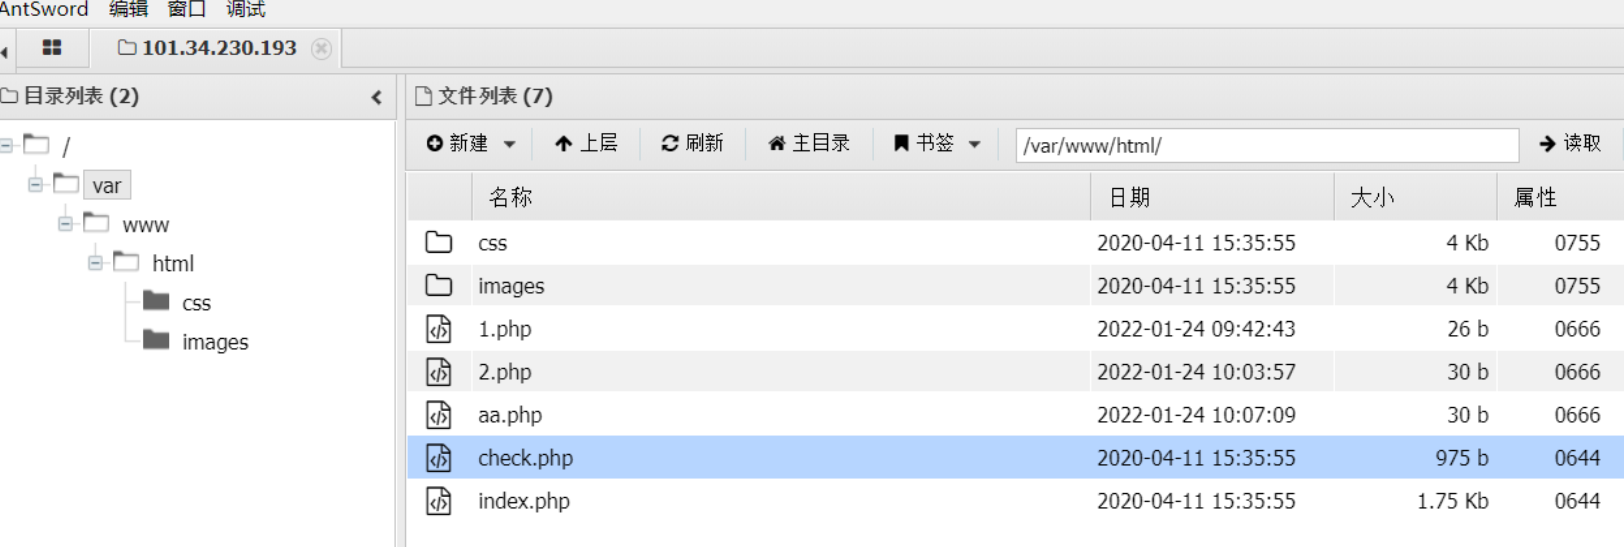 AntSword 编辑 窗口 调试
101.34.230.193
目录列表 (2)
/
var
www
html
css
images
文件列表 (7)
新建 上层 刷新 主目录 书签 /var/www/html/ 读取
名称 日期 大小 属性
css 2020-04-11 15:35:55 4 Kb 0755
images 2020-04-11 15:35:55 4 Kb 0755
1.php 2022-01-24 09:42:43 26 b 0666
2.php 2022-01-24 10:03:57 30 b 0666
aa.php 2022-01-24 10:07:09 30 b 0666
check.php 2020-04-11 15:35:55 975 b 0644
index.php 2020-04-11 15:35:55 1.75 Kb 0644